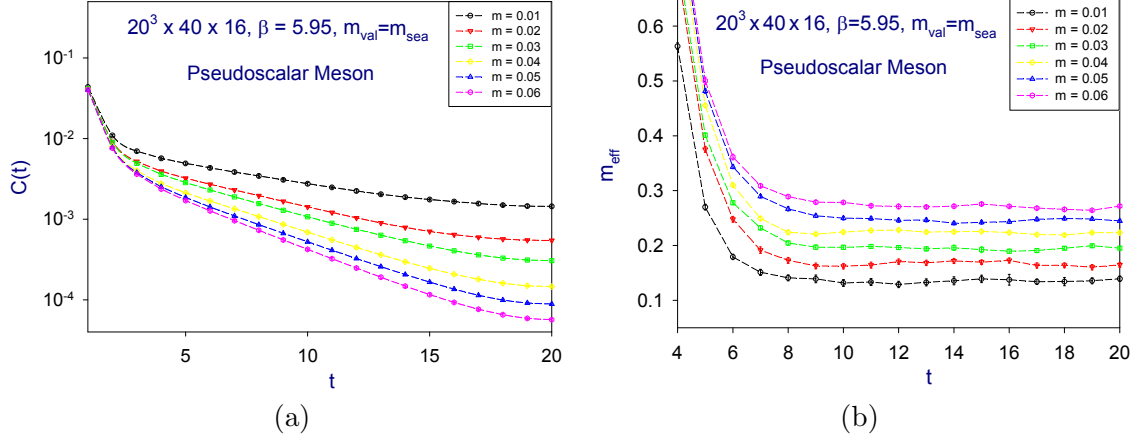 20³ x 40 x 16, β = 5.95, m_val=m_sea
Pseudoscalar Meson
m = 0.01
m = 0.02
m = 0.03
m = 0.04
m = 0.05
m = 0.06
C(t)
10⁻¹
10⁻²
10⁻³
10⁻⁴
5 10 15 20
t
(a)
20³ x 40 x 16, β=5.95, m_val=m_sea
Pseudoscalar Meson
m = 0.01
m = 0.02
m = 0.03
m = 0.04
m = 0.05
m = 0.06
m_eff
0.6
0.5
0.4
0.3
0.2
0.1
4 6 8 10 12 14 16 18 20
t
(b)